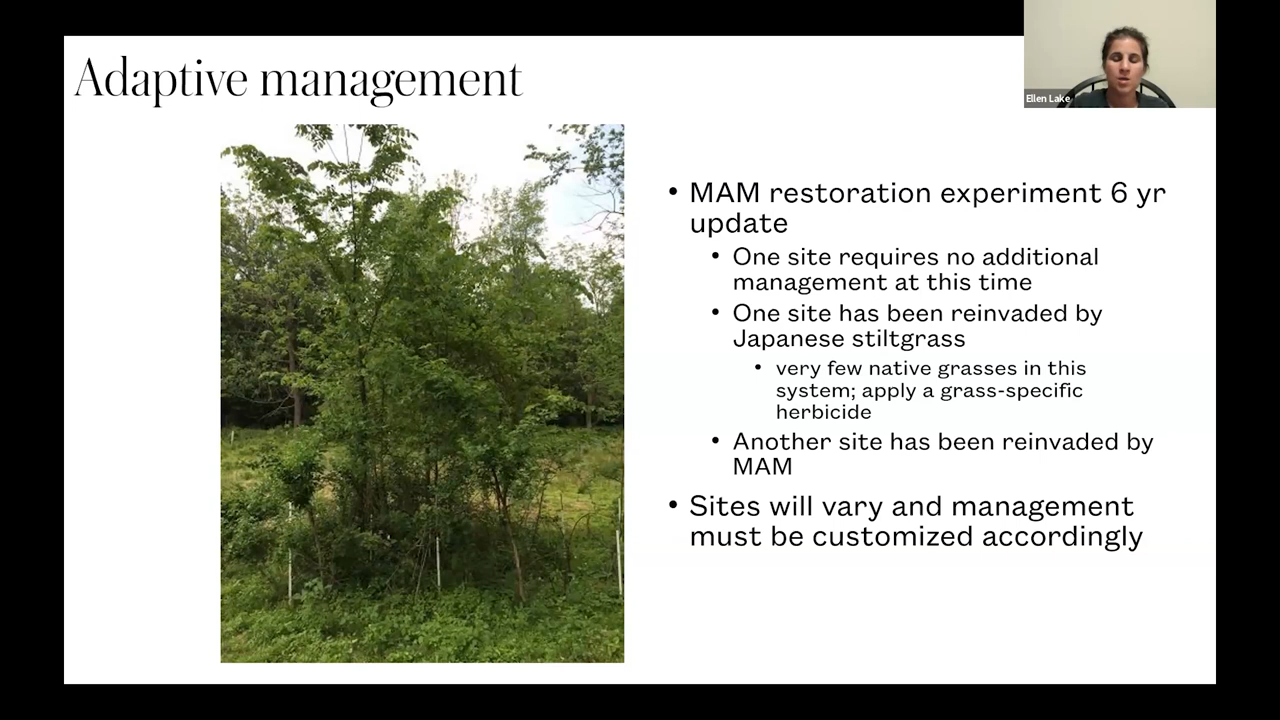 Adaptive management
Ellen Lake
• MAM restoration experiment 6 yr
update
• One site requires no additional
management at this time
• One site has been reinvaded by
Japanese stiltgrass
• very few native grasses in this
system; apply a grass-specific
herbicide
• Another site has been reinvaded by
MAM
• Sites will vary and management
must be customized accordingly